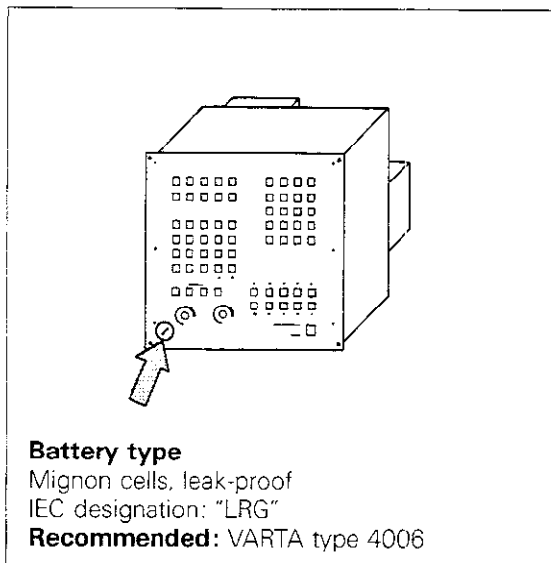 Battery type
Mignon cells, leak-proof
IEC designation: "LRG"
Recommended: VARTA type 4006